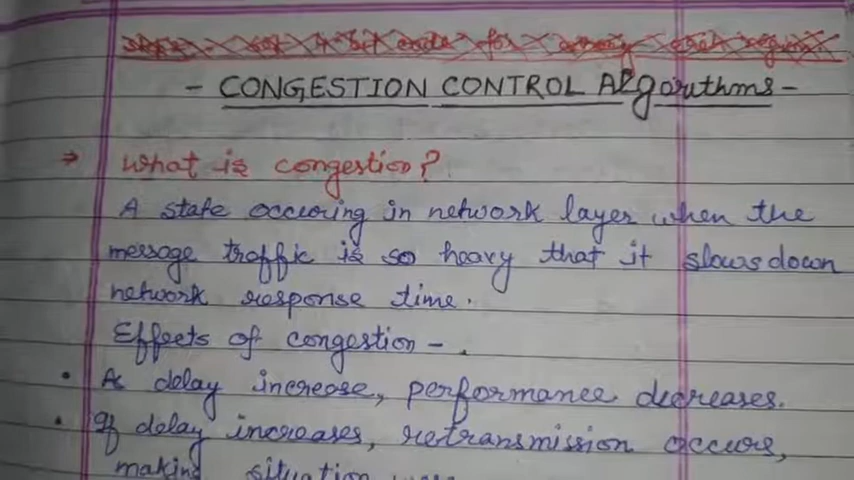 - CONGESTION CONTROL Algorithms -
⇒ What is congestion?
A state occuring in network layer when the
message traffic is so heavy that it slows down
network response time.
Effects of congestion -
• As delay increase, performance decreases.
• If delay increases, retransmission occurs,
making situation